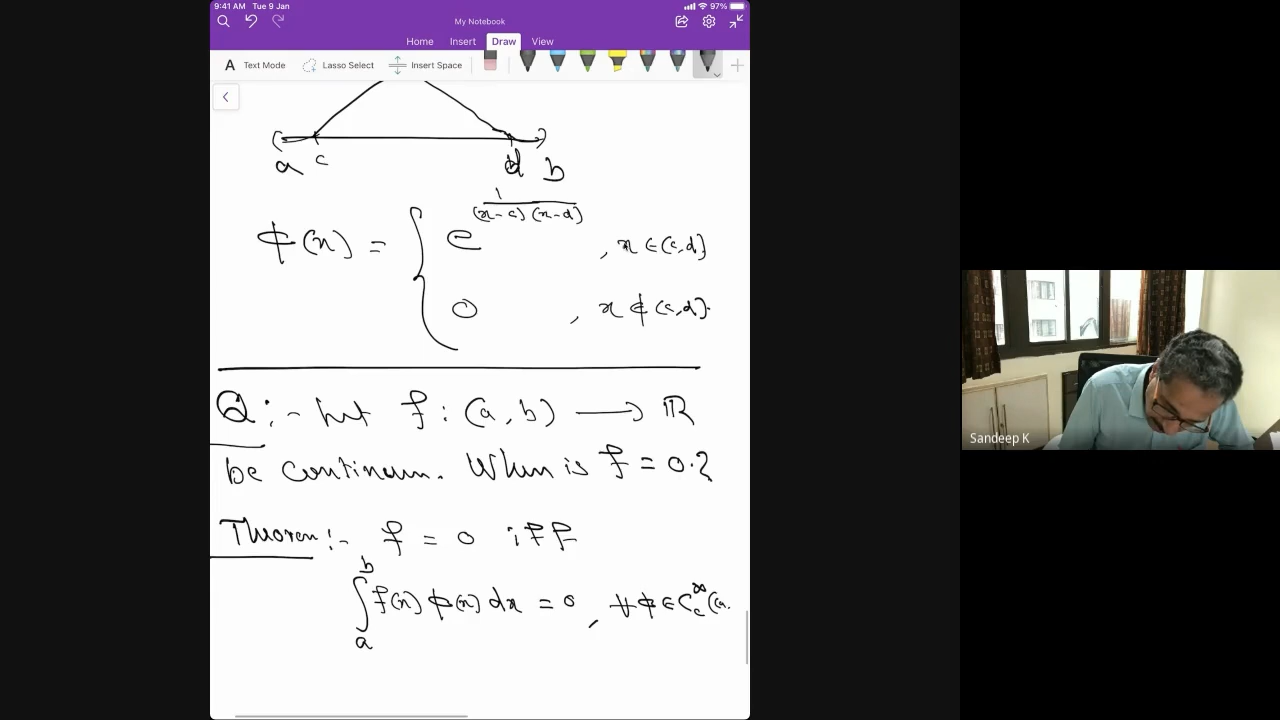 9:41 AM Tue 9 Jan
97%
My Notebook
Home Insert Draw View
A Text Mode Lasso Select Insert Space
a c d b
ϕ(x) = { e^{1/((x-c)(x-d))} , x ∈ (c,d)
0 , x ∉ (c,d).
Q:- Let f : (a, b) ⟶ ℝ
be continuous. When is f = 0.?
Theorem:- f = 0 iff
∫_a^b f(x) ϕ(x) dx = 0 , ∀ ϕ ∈ C_c^∞(a,
Sandeep K